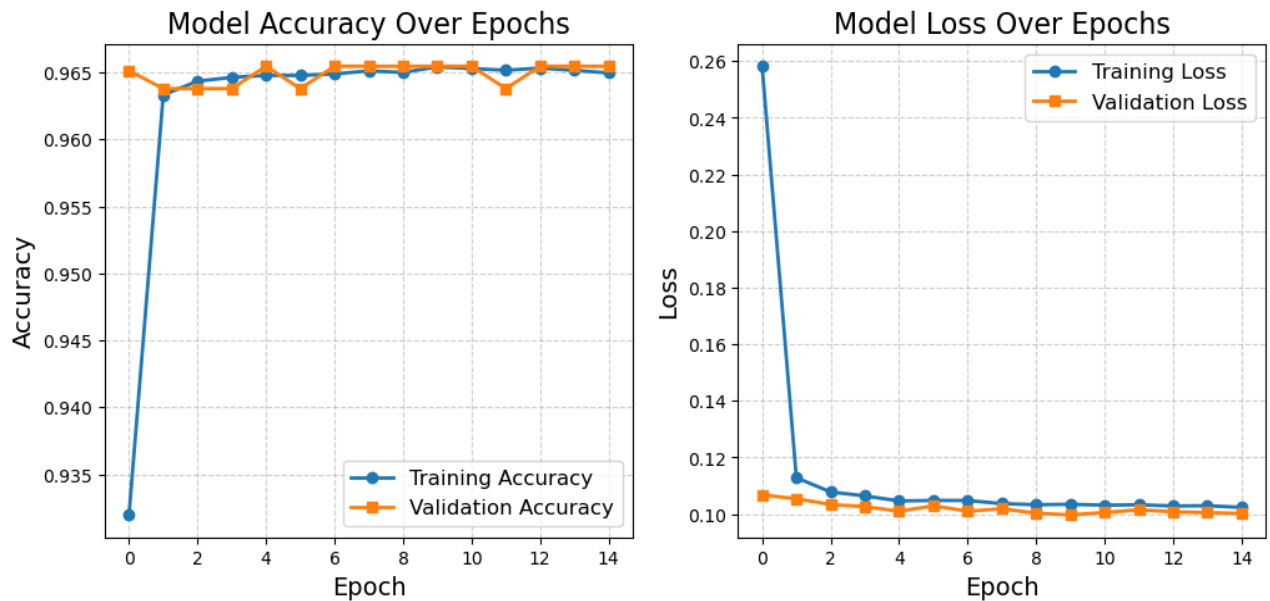 Model Accuracy Over Epochs
Accuracy
0.965
0.960
0.955
0.950
0.945
0.940
0.935
Training Accuracy
Validation Accuracy
0 2 4 6 8 10 12 14
Epoch
Model Loss Over Epochs
Loss
0.26
0.24
0.22
0.20
0.18
0.16
0.14
0.12
0.10
Training Loss
Validation Loss
0 2 4 6 8 10 12 14
Epoch